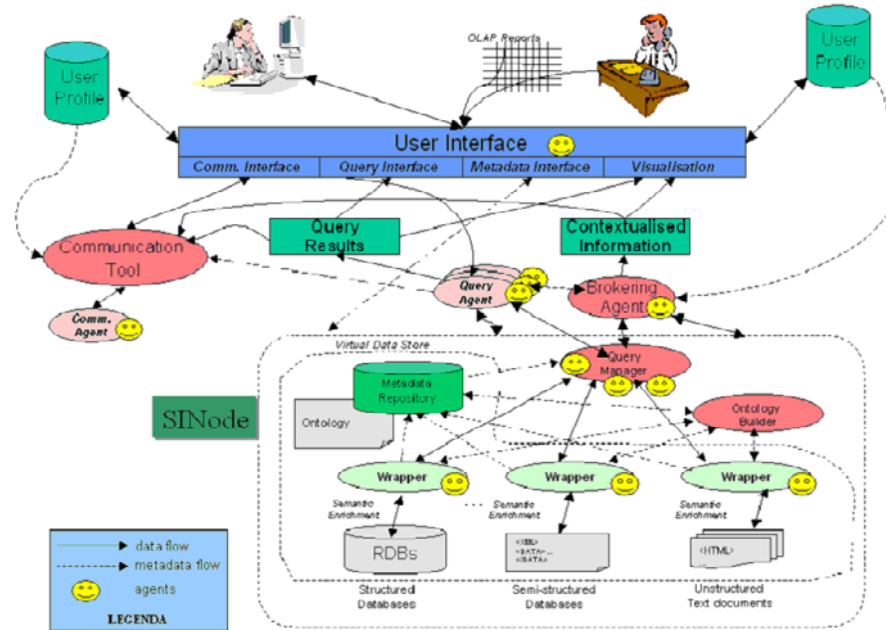 OLAP Reports
User
Profile
User
Profile
User Interface
Comm. Interface
Query Interface
Metadata Interface
Visualisation
Communication
Tool
Query
Results
Contextualised
Information
Query
Agent
Brokering
Agent
Comm.
Agent
Virtual Data Store
Query
Manager
Metadata
Repository
SINode
Ontology
Ontology
Builder
Wrapper
Wrapper
Wrapper
Semantic
Enrichment
...
Semantic
Enrichment
Semantic
Enrichment
RDBs
<XML>
<DATA>...
</DATA>
<HTML>
<..
Structured
Databases
Semi-structured
Databases
Unstructured
Text documents
data flow
metadata flow
agents
LEGENDA